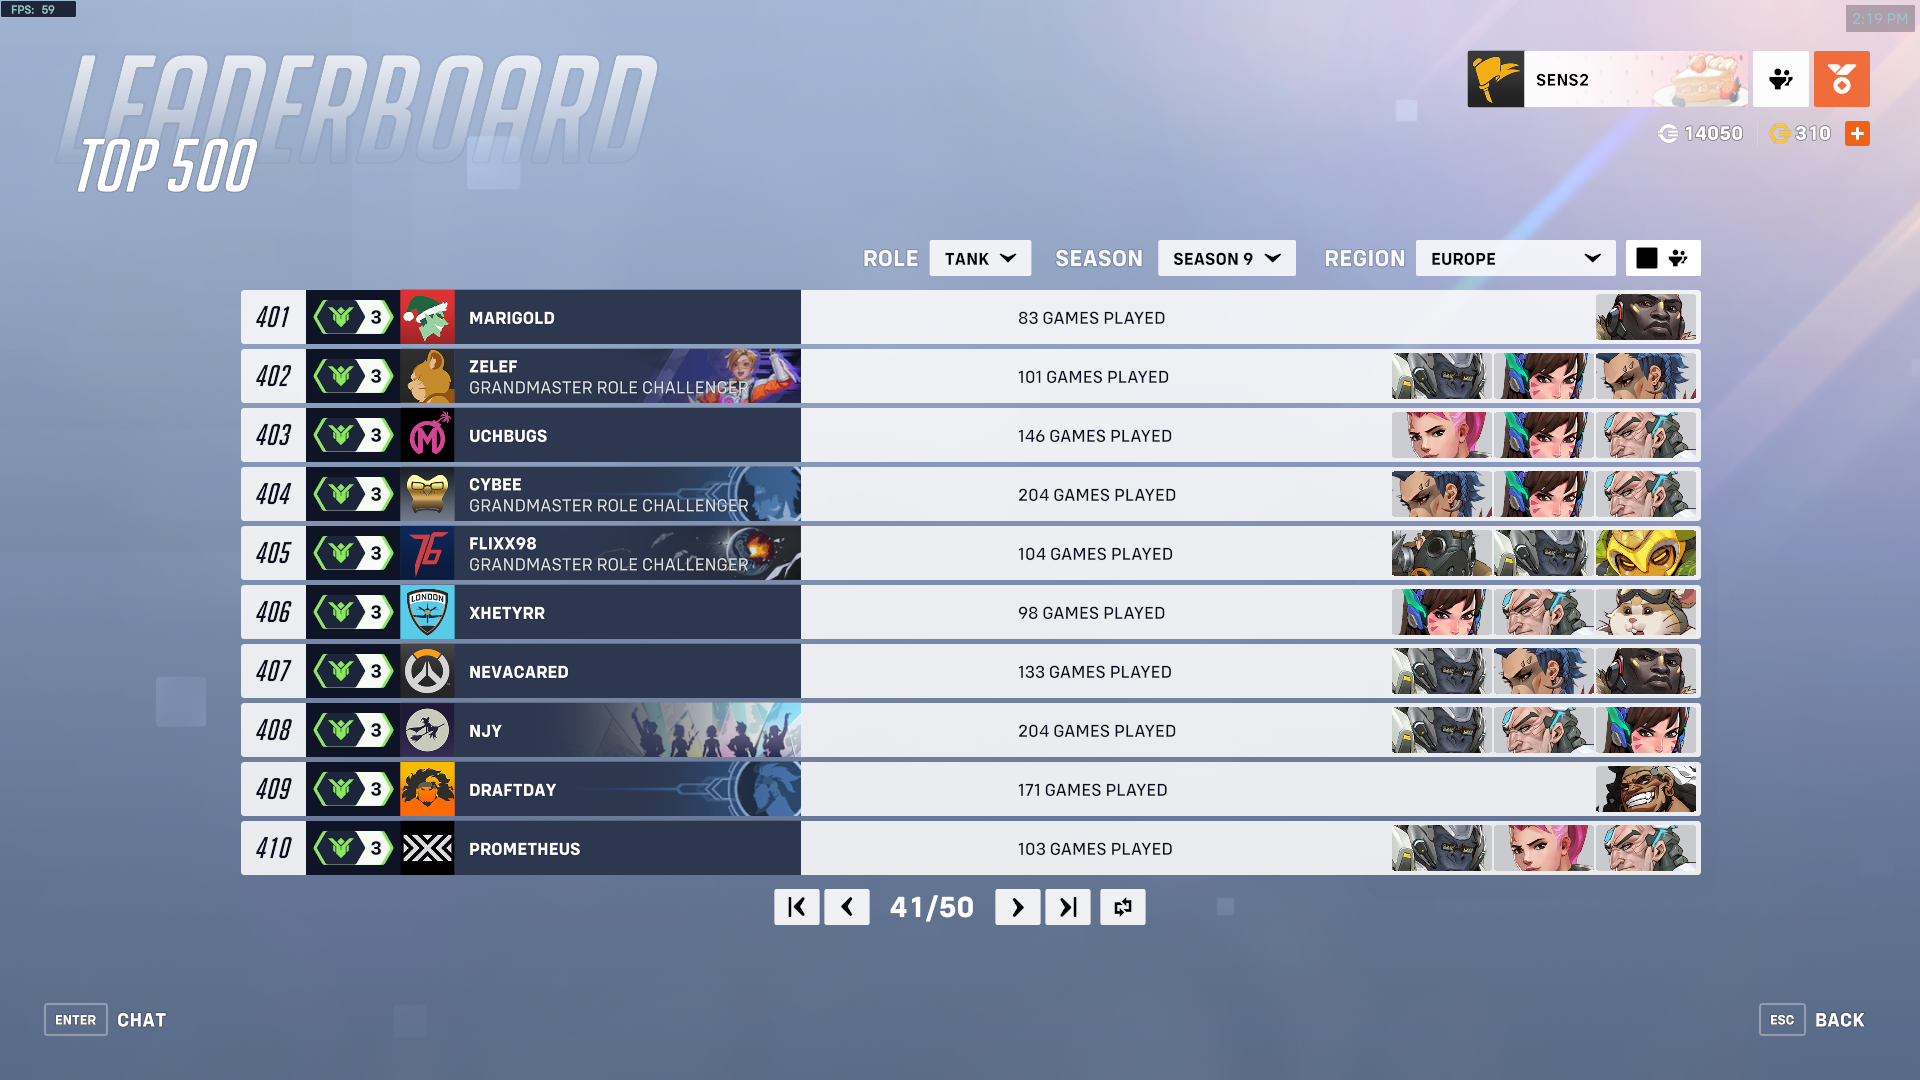 FPS: 59
2:19 PM
LEADERBOARD
TOP 500
SENS2
14050
310
ROLE TANK SEASON SEASON 9 REGION EUROPE
401 3 MARIGOLD 83 GAMES PLAYED
402 3 ZELEF 101 GAMES PLAYED
GRANDMASTER ROLE CHALLENGER
403 3 UCHBUGS 146 GAMES PLAYED
404 3 CYBEE 204 GAMES PLAYED
GRANDMASTER ROLE CHALLENGER
405 3 76 FLIXX98 104 GAMES PLAYED
GRANDMASTER ROLE CHALLENGER
406 3 LONDON XHETYRR 98 GAMES PLAYED
407 3 NEVACARED 133 GAMES PLAYED
408 3 NJY 204 GAMES PLAYED
409 3 DRAFTDAY 171 GAMES PLAYED
410 3 PROMETHEUS 103 GAMES PLAYED
41/50
ENTER CHAT
ESC BACK